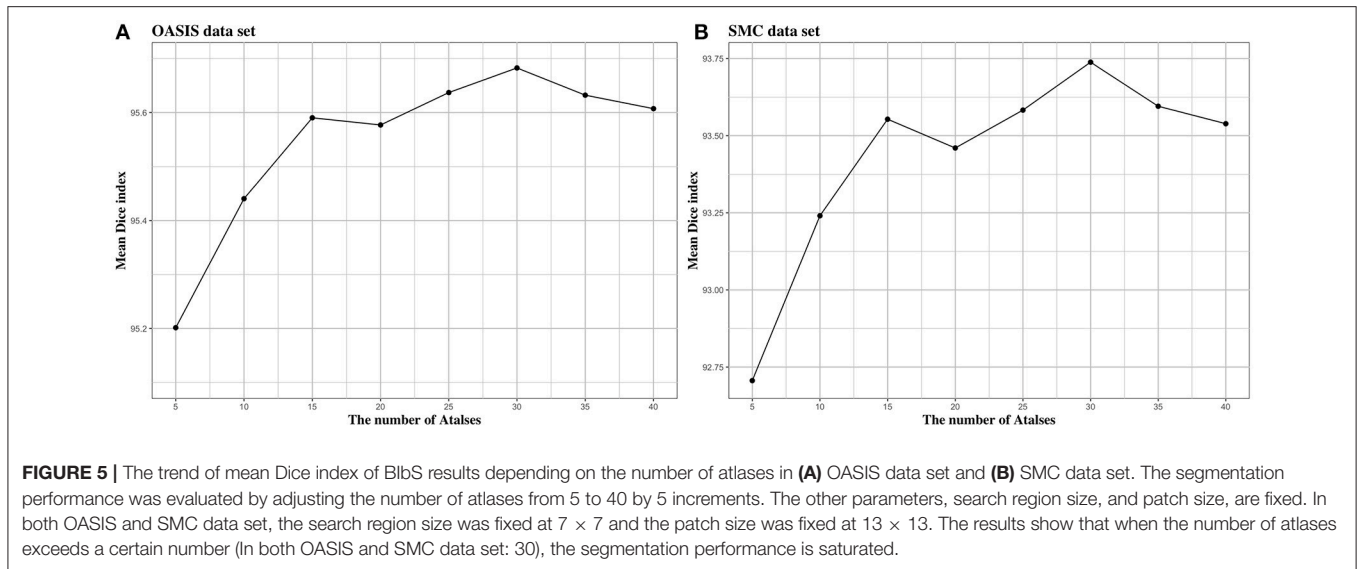 A OASIS data set
95.6
95.4
95.2
Mean Dice index
5 10 15 20 25 30 35 40
The number of Atalses
B SMC data set
93.75
93.50
93.25
93.00
92.75
Mean Dice index
5 10 15 20 25 30 35 40
The number of Atalses
FIGURE 5 | The trend of mean Dice index of BIbS results depending on the number of atlases in (A) OASIS data set and (B) SMC data set. The segmentation
performance was evaluated by adjusting the number of atlases from 5 to 40 by 5 increments. The other parameters, search region size, and patch size, are fixed. In
both OASIS and SMC data set, the search region size was fixed at 7 × 7 and the patch size was fixed at 13 × 13. The results show that when the number of atlases
exceeds a certain number (In both OASIS and SMC data set: 30), the segmentation performance is saturated.